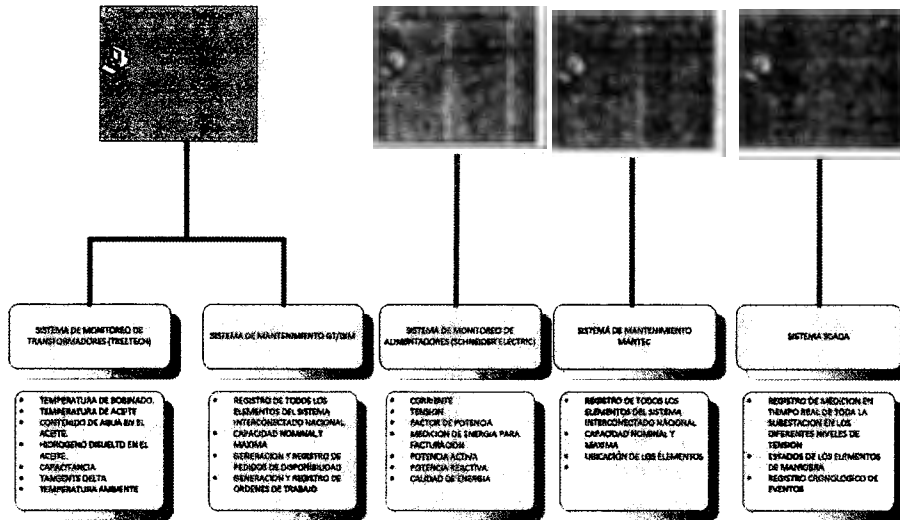 SISTEMA DE MONITOREO DE
TRANSFORMADORES (TREETECH)
SISTEMA DE MANTENIMIENTO
SISTEMA DE MONITOREO DE
ALIMENTADORES (SCHNEIDER ELECTRIC)
SISTEMA DE MANTENIMIENTO
MANTEC
SISTEMA SCADA
• TEMPERATURA DE BOBINADO.
• TEMPERATURA DE ACEITE
• CONTENIDO DE AGUA EN EL
ACEITE.
• HIDROGENO DISUELTO EN EL
ACEITE.
• CAPACITANCIA
• TANGENTE DELTA
• TEMPERATURA AMBIENTE
• REGISTRO DE TODOS LOS
ELEMENTOS DEL SISTEMA
INTERCONECTADO NACIONAL
• CAPACIDAD NOMINAL Y
MAXIMA
• GENERACION Y REGISTRO DE
PEDIDOS DE DISPONIBILIDAD
• GENERACION Y REGISTRO DE
ORDENES DE TRABAJO
• CORRIENTE
• TENSION
• FACTOR DE POTENCIA
• MEDICION DE ENERGIA PARA
FACTURACIÓN
• POTENCIA ACTIVA
• POTENCIA REACTIVA
• CALIDAD DE ENERGIA
• REGISTRO DE TODOS LOS
ELEMENTOS DEL SISTEMA
INTERCONECTADO NACIONAL
• CAPACIDAD NOMINAL Y
MAXIMA
• UBICACIÓN DE LOS ELEMENTOS
•
• REGISTRO DE MEDICION EN
TIEMPO REAL DE TODA LA
SUBESTACION EN LOS
DIFERENTES NIVELES DE
TENSION
• ESTADOS DE LOS ELEMENTOS
DE MANIOBRA
• REGISTRO CRONOLOGICO DE
EVENTOS